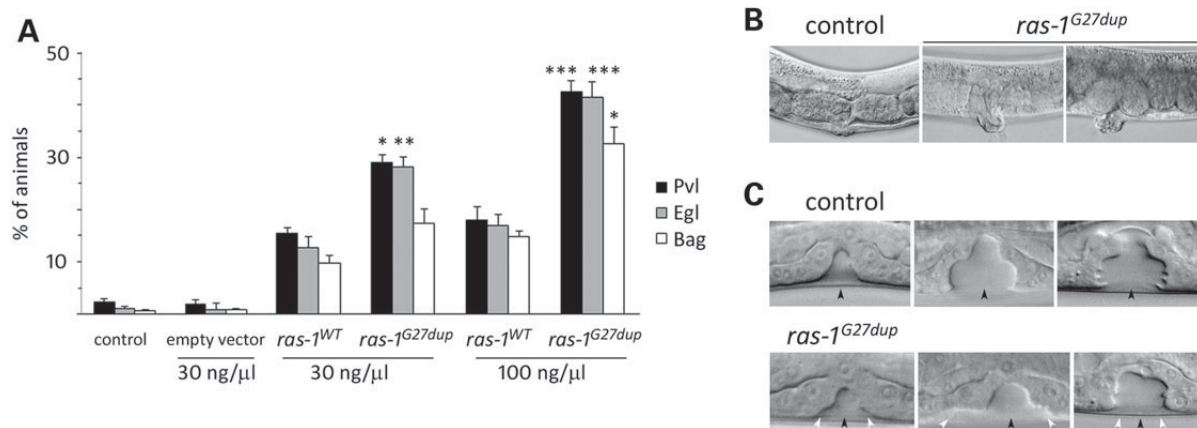 A
50
30
10
% of animals
*** ***
*
* **
Pvl
Egl
Bag
control
empty vector
ras-1WT
ras-1G27dup
ras-1WT
ras-1G27dup
30 ng/μl
30 ng/μl
100 ng/μl
B
control
ras-1G27dup
C
control
ras-1G27dup